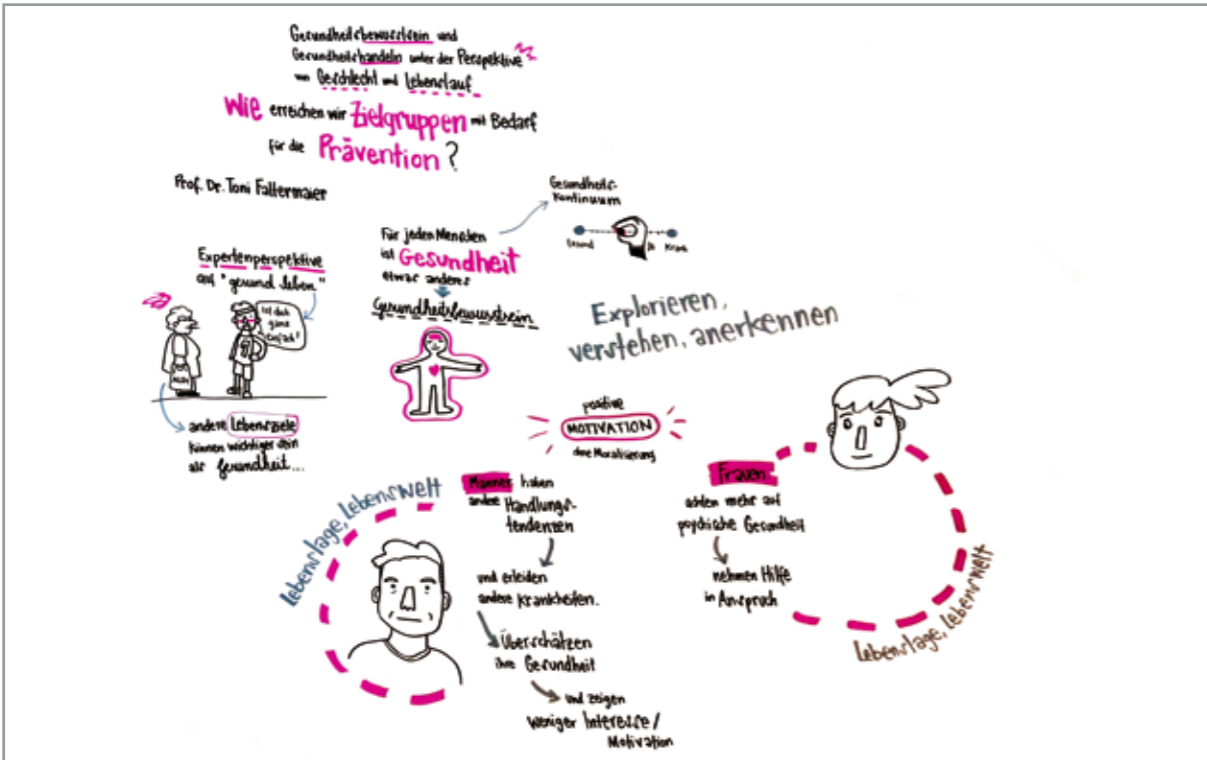 Gesundheitsbewusstsein und
Gesundheitshandeln unter der Perspektive
von Geschlecht und Lebenslauf
Wie erreichen wir Zielgruppen mit Bedarf
für die Prävention?
Prof. Dr. Toni Faltermaier
Gesundheits-
kontinuum
Gesund
Krank
Für jeden Menschen
ist Gesundheit
etwas anderes
Gesundheitsbewusstsein
Expertenperspektive
auf "gesund leben"
Ist doch
ganz
einfach!
andere Lebensziele
können wichtiger sein
als Gesundheit...
Explorieren,
verstehen, anerkennen
positive
MOTIVATION
ohne Moralisierung
Lebenslage, Lebenswelt
Männer haben
andere Handlungs-
tendenzen
und erleiden
andere Krankheiten.
Überschätzen
ihre Gesundheit
und zeigen
weniger Interesse/
Motivation
Frauen
achten mehr auf
psychische Gesundheit
nehmen Hilfe
in Anspruch
Lebenslage, Lebenswelt